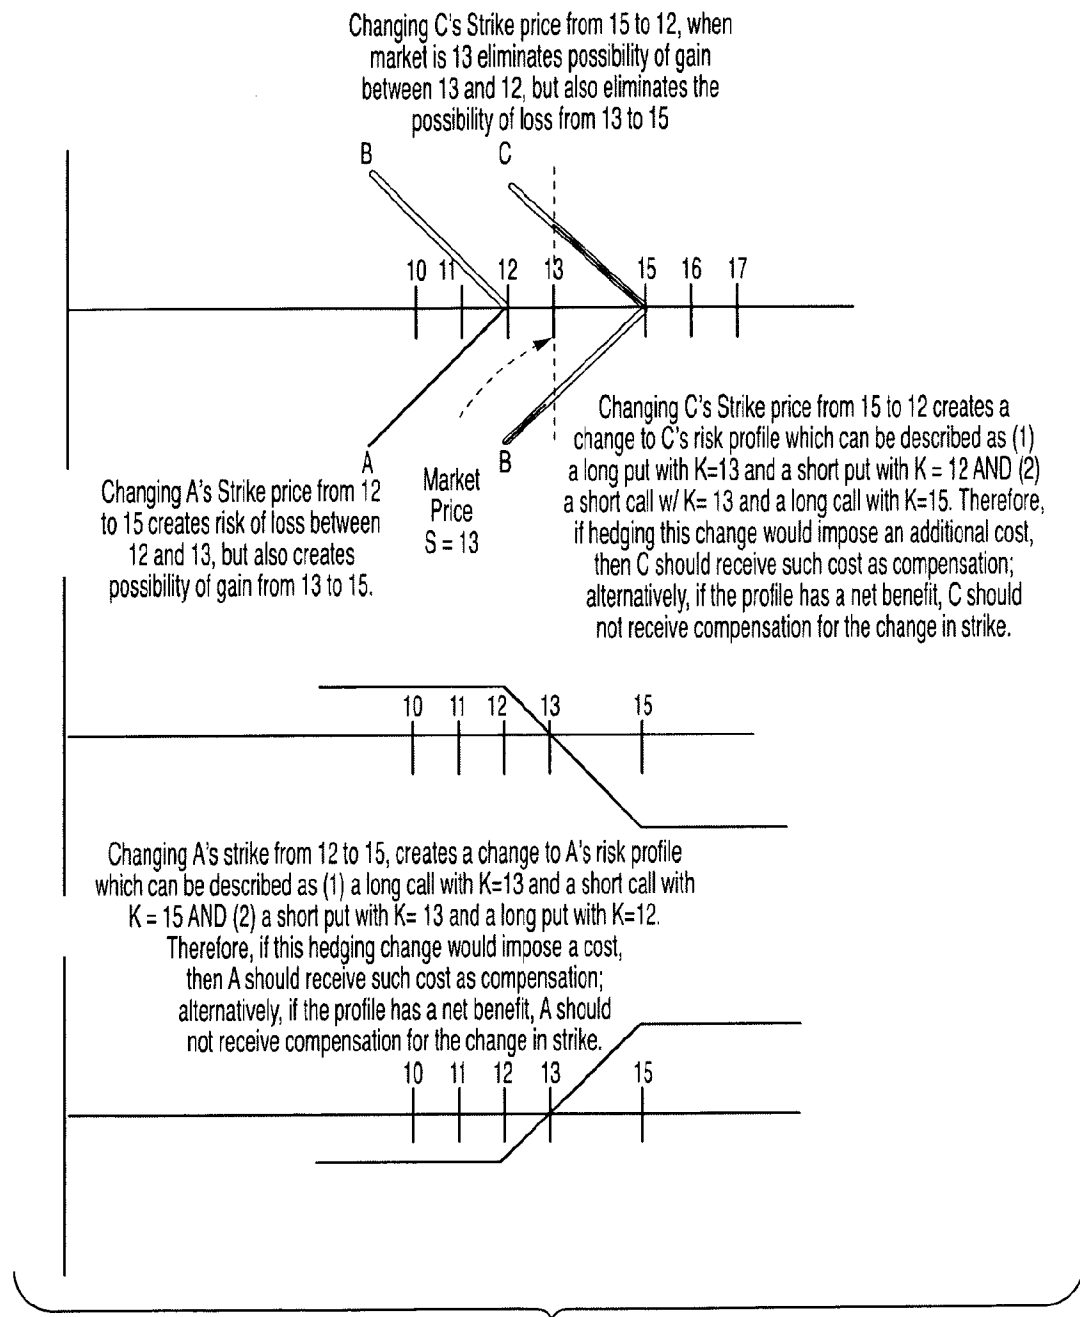 Changing C's Strike price from 15 to 12, when
market is 13 eliminates possibility of gain
between 13 and 12, but also eliminates the
possibility of loss from 13 to 15
B
C
10 11 12 13 15 16 17
A
B
Market
Price
S = 13
Changing A's Strike price from 12
to 15 creates risk of loss between
12 and 13, but also creates
possibility of gain from 13 to 15.
Changing C's Strike price from 15 to 12 creates a
change to C's risk profile which can be described as (1)
a long put with K=13 and a short put with K = 12 AND (2)
a short call w/ K= 13 and a long call with K=15. Therefore,
if hedging this change would impose an additional cost,
then C should receive such cost as compensation;
alternatively, if the profile has a net benefit, C should
not receive compensation for the change in strike.
10 11 12 13 15
Changing A's strike from 12 to 15, creates a change to A's risk profile
which can be described as (1) a long call with K=13 and a short call with
K = 15 AND (2) a short put with K= 13 and a long put with K=12.
Therefore, if this hedging change would impose a cost,
then A should receive such cost as compensation;
alternatively, if the profile has a net benefit, A should
not receive compensation for the change in strike.
10 11 12 13 15